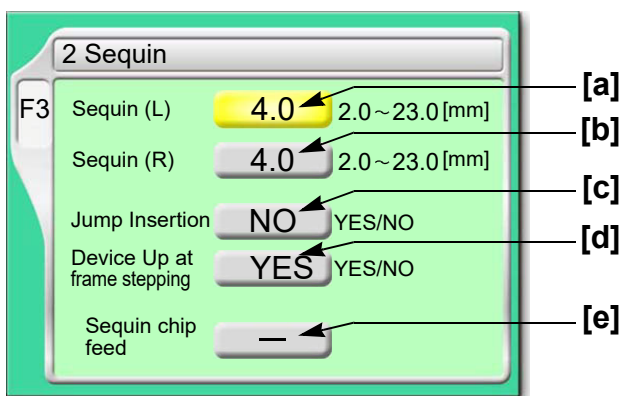 2 Sequin
F3
Sequin (L) 4.0 2.0~23.0 [mm] [a]
Sequin (R) 4.0 2.0~23.0 [mm] [b]
Jump Insertion NO YES/NO [c]
Device Up at
frame stepping YES YES/NO [d]
Sequin chip
feed — [e]